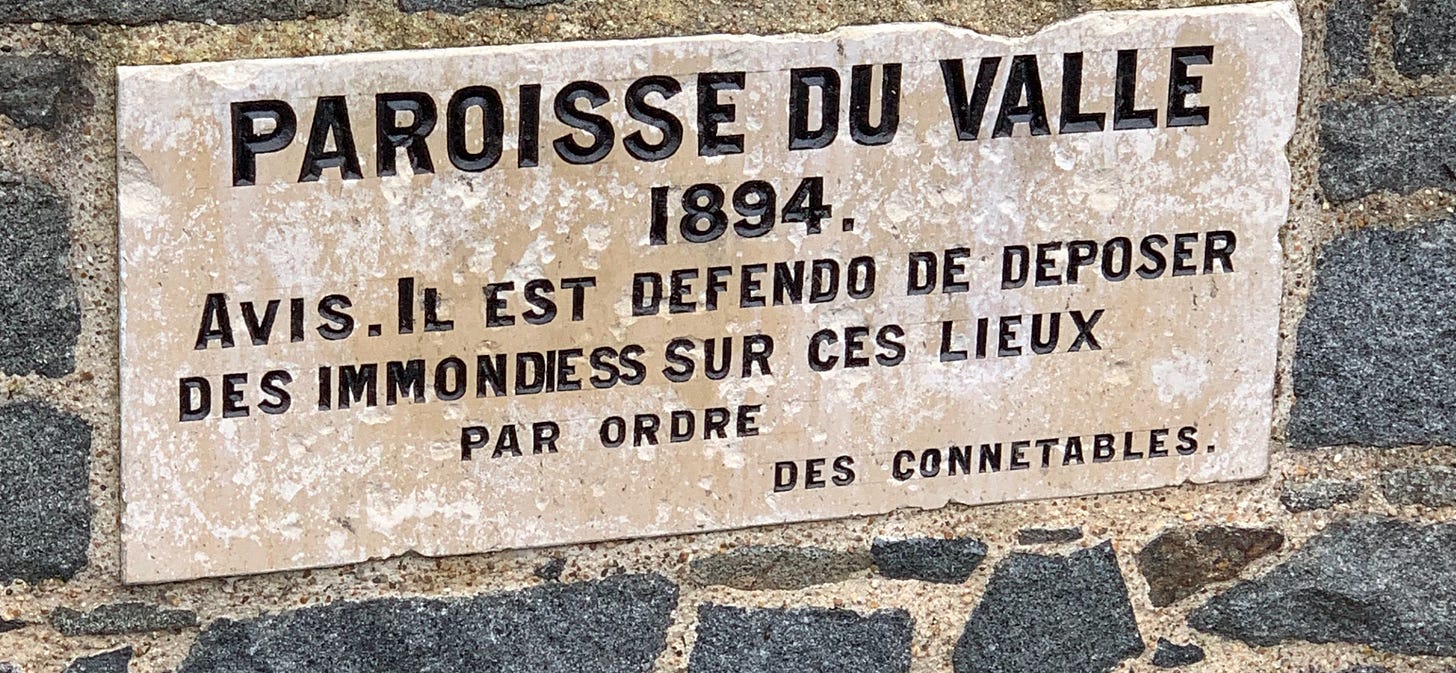 PAROISSE DU VALLE
1894.
AVIS. IL EST DEFENDO DE DEPOSER
DES IMMONDIESS SUR CES LIEUX
PAR ORDRE
DES CONNETABLES.